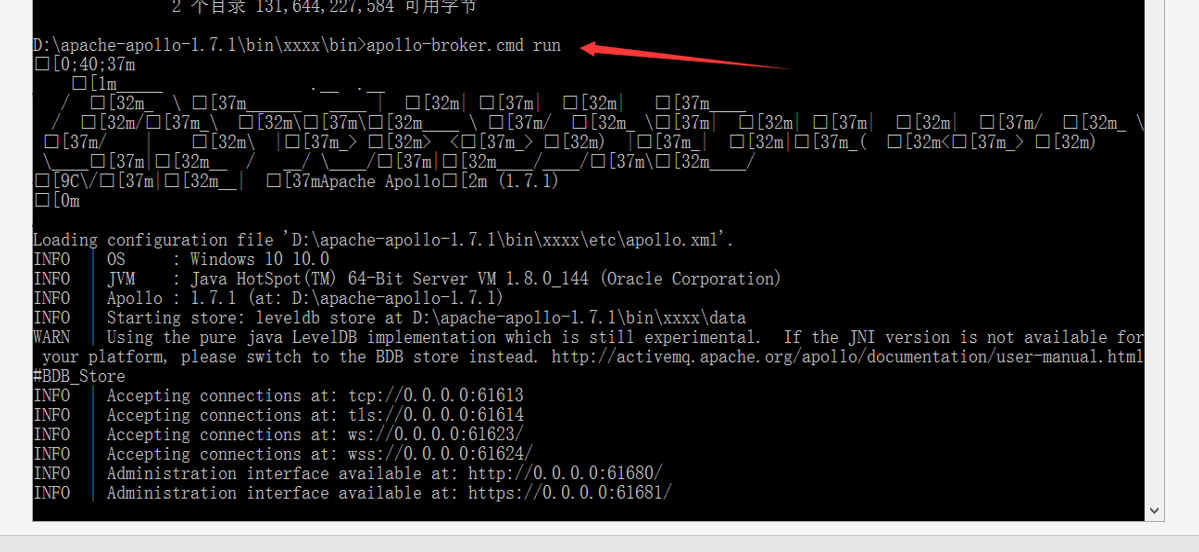 2 个目录 131,644,227,584 可用字节
D:\apache-apollo-1.7.1\bin\xxxx\bin>apollo-broker.cmd run
□[0;40;37m
□[1m_____ .__ .__
/ □[32m_ \ □[37m______ ____ | □[32m| □[37m| □[32m| □[37m____
/ □[32m/□[37m_\ □[32m\□[37m\□[32m____ \ □[37m/ □[32m_ \□[37m| □[32m| □[37m| □[32m| □[37m/ □[32m_ \
□[37m/ | □[32m\ |□[37m_> □[32m> <□[37m_> □[32m) |□[37m_| □[32m|□[37m_( □[32m<□[37m_> □[32m)
\____□[37m|□[32m__ / __/ \____/□[37m|□[32m____/____/□[37m\□[32m____/
□[9C\/□[37m|□[32m__| □[37mApache Apollo□[2m (1.7.1)
□[0m
Loading configuration file 'D:\apache-apollo-1.7.1\bin\xxxx\etc\apollo.xml'.
INFO | OS : Windows 10 10.0
INFO | JVM : Java HotSpot(TM) 64-Bit Server VM 1.8.0_144 (Oracle Corporation)
INFO | Apollo : 1.7.1 (at: D:\apache-apollo-1.7.1)
INFO | Starting store: leveldb store at D:\apache-apollo-1.7.1\bin\xxxx\data
WARN | Using the pure java LevelDB implementation which is still experimental. If the JNI version is not available for
your platform, please switch to the BDB store instead. http://activemq.apache.org/apollo/documentation/user-manual.html
#BDB_Store
INFO | Accepting connections at: tcp://0.0.0.0:61613
INFO | Accepting connections at: tls://0.0.0.0:61614
INFO | Accepting connections at: ws://0.0.0.0:61623/
INFO | Accepting connections at: wss://0.0.0.0:61624/
INFO | Administration interface available at: http://0.0.0.0:61680/
INFO | Administration interface available at: https://0.0.0.0:61681/